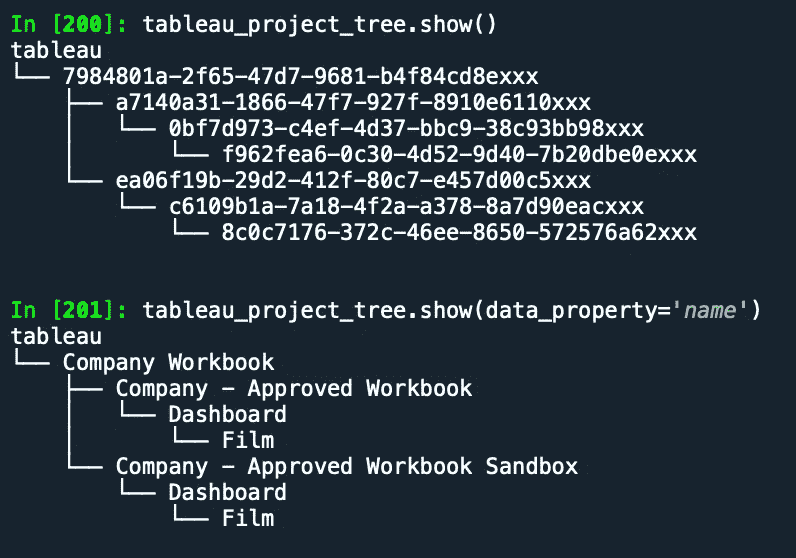 In [200]: tableau_project_tree.show()
tableau
└── 7984801a-2f65-47d7-9681-b4f84cd8exxx
    ├── a7140a31-1866-47f7-927f-8910e6110xxx
    │   └── 0bf7d973-c4ef-4d37-bbc9-38c93bb98xxx
    │       └── f962fea6-0c30-4d52-9d40-7b20dbe0exxx
    └── ea06f19b-29d2-412f-80c7-e457d00c5xxx
        └── c6109b1a-7a18-4f2a-a378-8a7d90eacxxx
            └── 8c0c7176-372c-46ee-8650-572576a62xxx
In [201]: tableau_project_tree.show(data_property='name')
tableau
└── Company Workbook
    ├── Company - Approved Workbook
    │   └── Dashboard
    │       └── Film
    └── Company - Approved Workbook Sandbox
        └── Dashboard
            └── Film